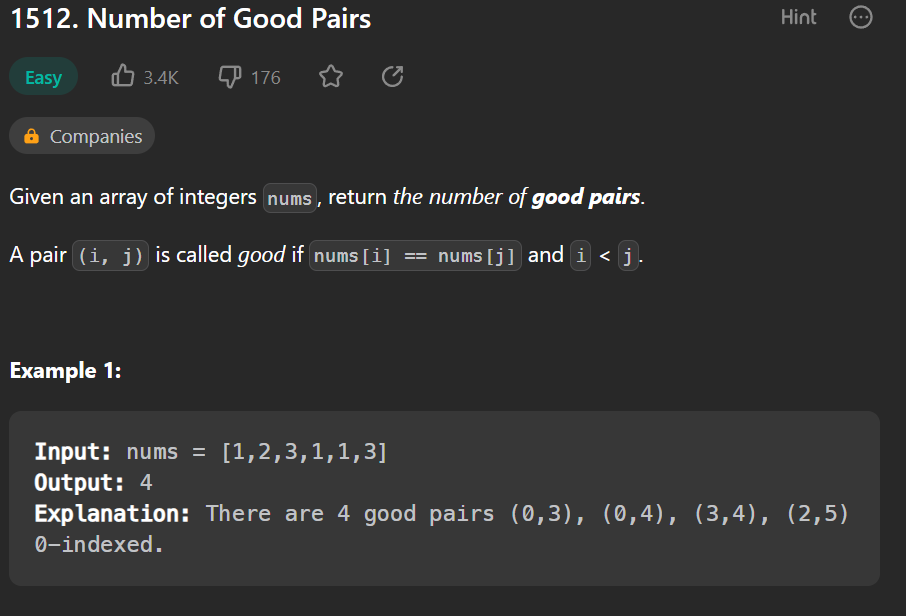 1512. Number of Good Pairs
Hint
Easy 3.4K 176
Companies
Given an array of integers nums, return the number of good pairs.
A pair (i, j) is called good if nums[i] == nums[j] and i < j.
Example 1:
Input: nums = [1,2,3,1,1,3]
Output: 4
Explanation: There are 4 good pairs (0,3), (0,4), (3,4), (2,5)
0-indexed.